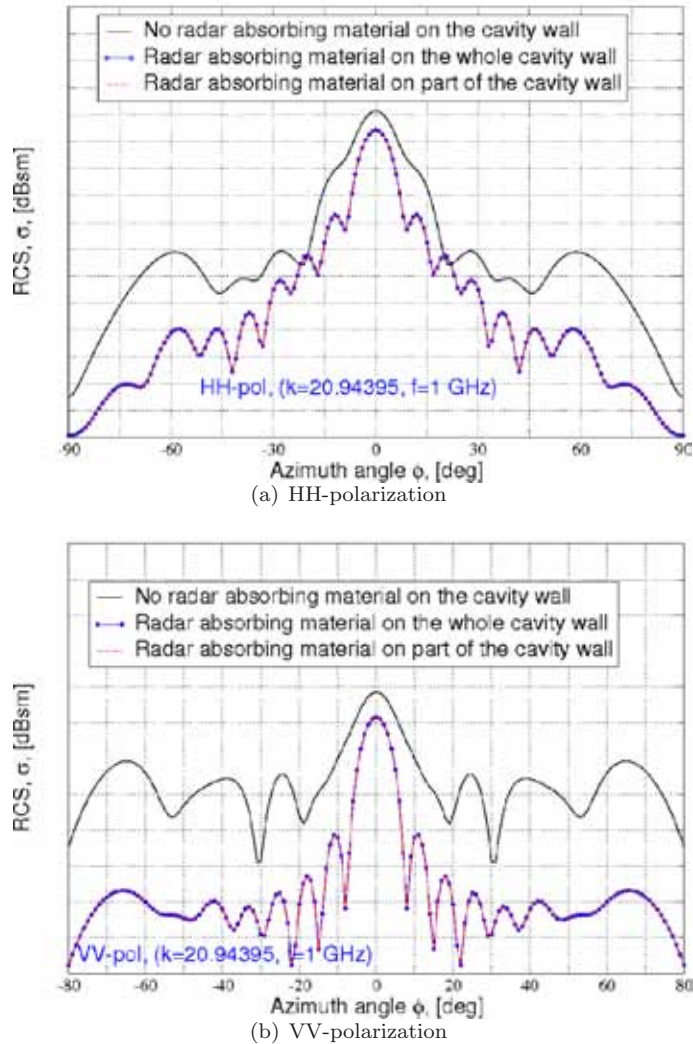 No radar absorbing material on the cavity wall
Radar absorbing material on the whole cavity wall
Radar absorbing material on part of the cavity wall
RCS, σ, [dBsm]
HH-pol, (k=20.94395, f=1 GHz)
-90 -60 -30 0 30 60 90
Azimuth angle ϕ, [deg]
(a) HH-polarization
No radar absorbing material on the cavity wall
Radar absorbing material on the whole cavity wall
Radar absorbing material on part of the cavity wall
RCS, σ, [dBsm]
VV-pol, (k=20.94395, f=1 GHz)
-80 -60 -40 -20 0 20 40 60 80
Azimuth angle ϕ, [deg]
(b) VV-polarization